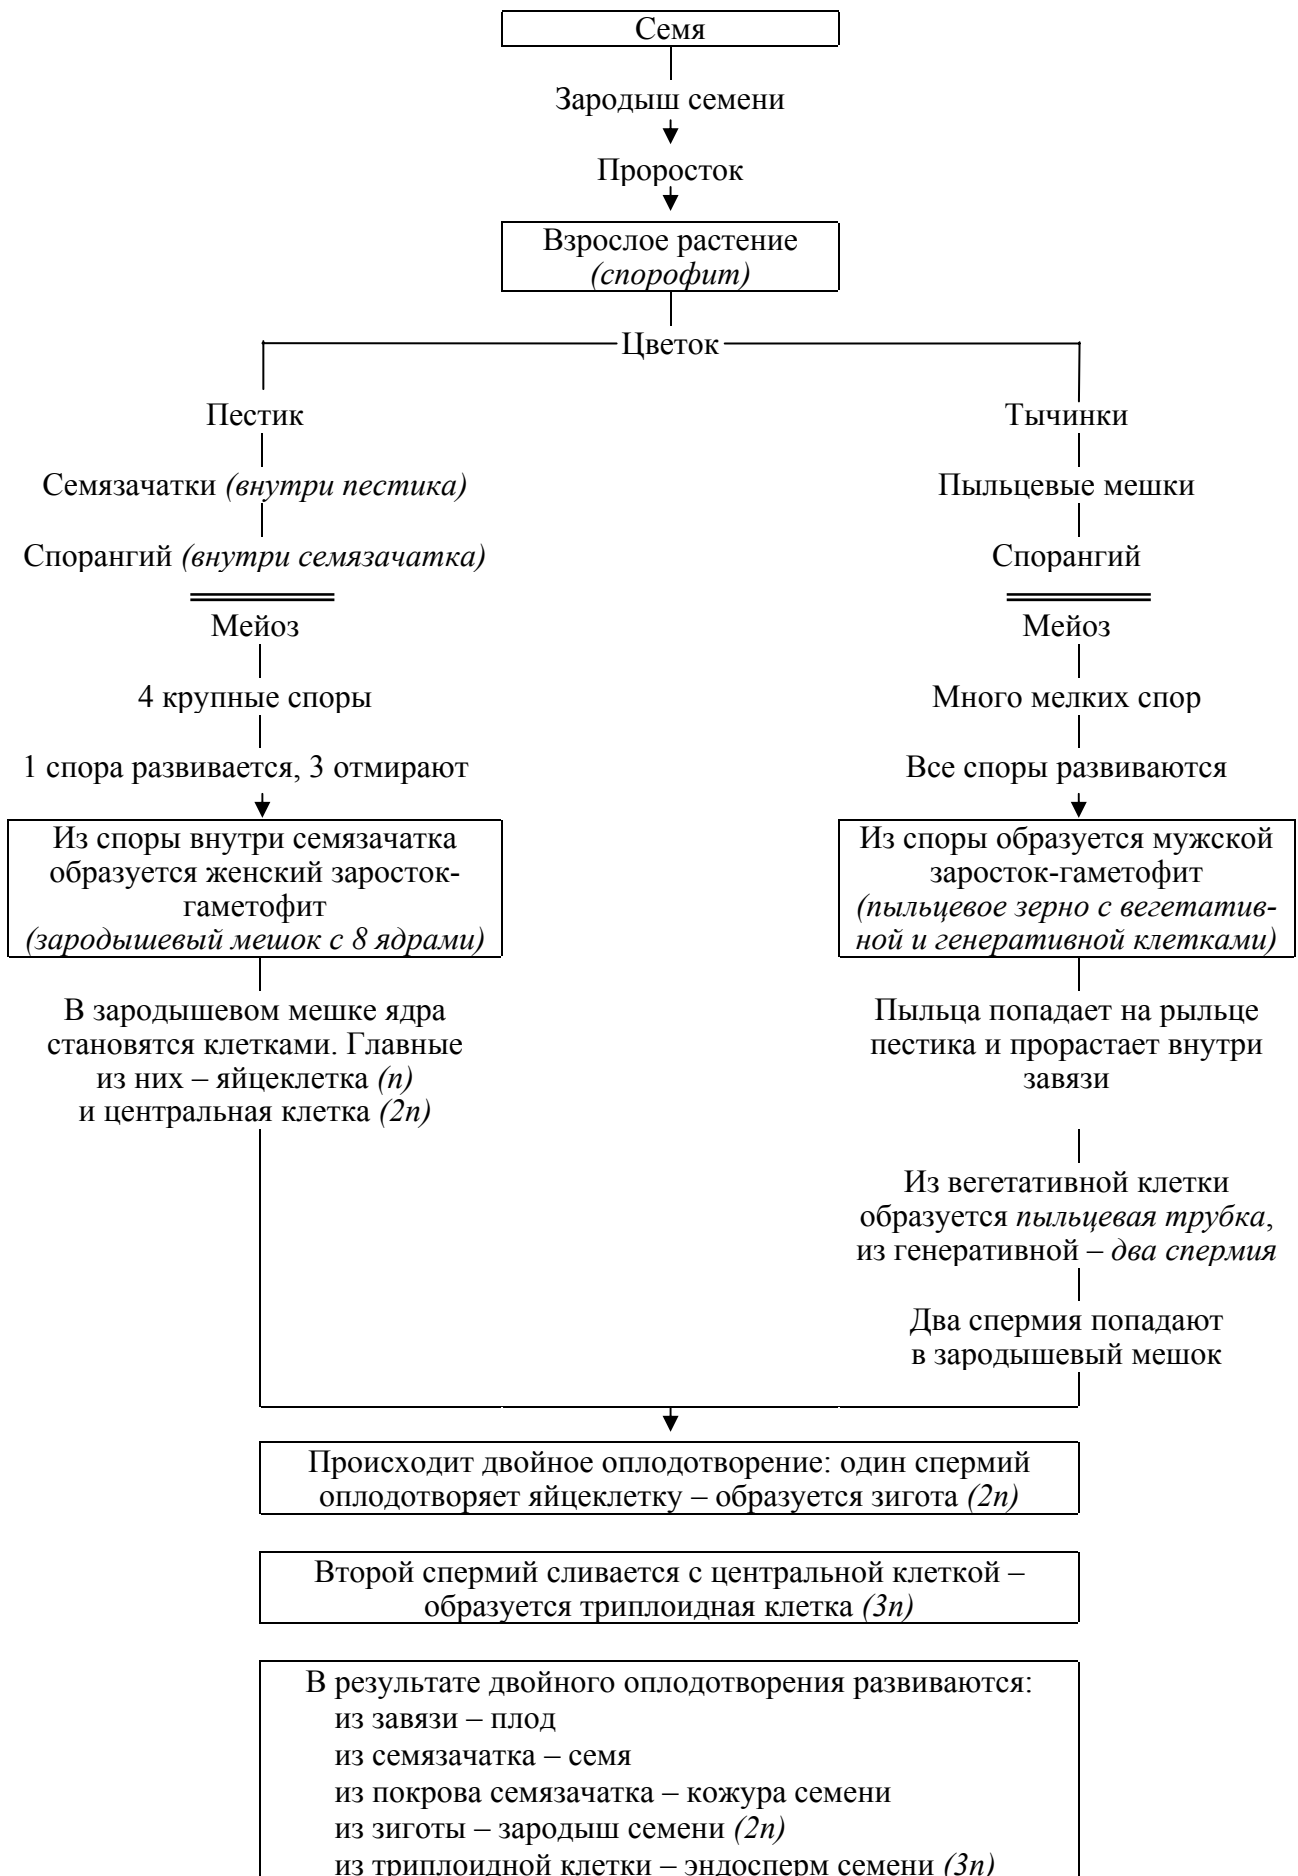 Семя
Зародыш семени
Проросток
Взрослое растение
(спорофит)
Цветок
Пестик
Семязачатки (внутри пестика)
Спорангий (внутри семязачатка)
Мейоз
4 крупные споры
1 спора развивается, 3 отмирают
Из споры внутри семязачатка
образуется женский заросток-
гаметофит
(зародышевый мешок с 8 ядрами)
В зародышевом мешке ядра
становятся клетками. Главные
из них – яйцеклетка (n)
и центральная клетка (2n)
Тычинки
Пыльцевые мешки
Спорангий
Мейоз
Много мелких спор
Все споры развиваются
Из споры образуется мужской
заросток-гаметофит
(пыльцевое зерно с вегетатив-
ной и генеративной клетками)
Пыльца попадает на рыльце
пестика и прорастает внутри
завязи
Из вегетативной клетки
образуется пыльцевая трубка,
из генеративной – два спермия
Два спермия попадают
в зародышевый мешок
Происходит двойное оплодотворение: один спермий
оплодотворяет яйцеклетку – образуется зигота (2n)
Второй спермий сливается с центральной клеткой –
образуется триплоидная клетка (3n)
В результате двойного оплодотворения развиваются:
из завязи – плод
из семязачатка – семя
из покрова семязачатка – кожура семени
из зиготы – зародыш семени (2n)
из триплоидной клетки – эндосперм семени (3n)